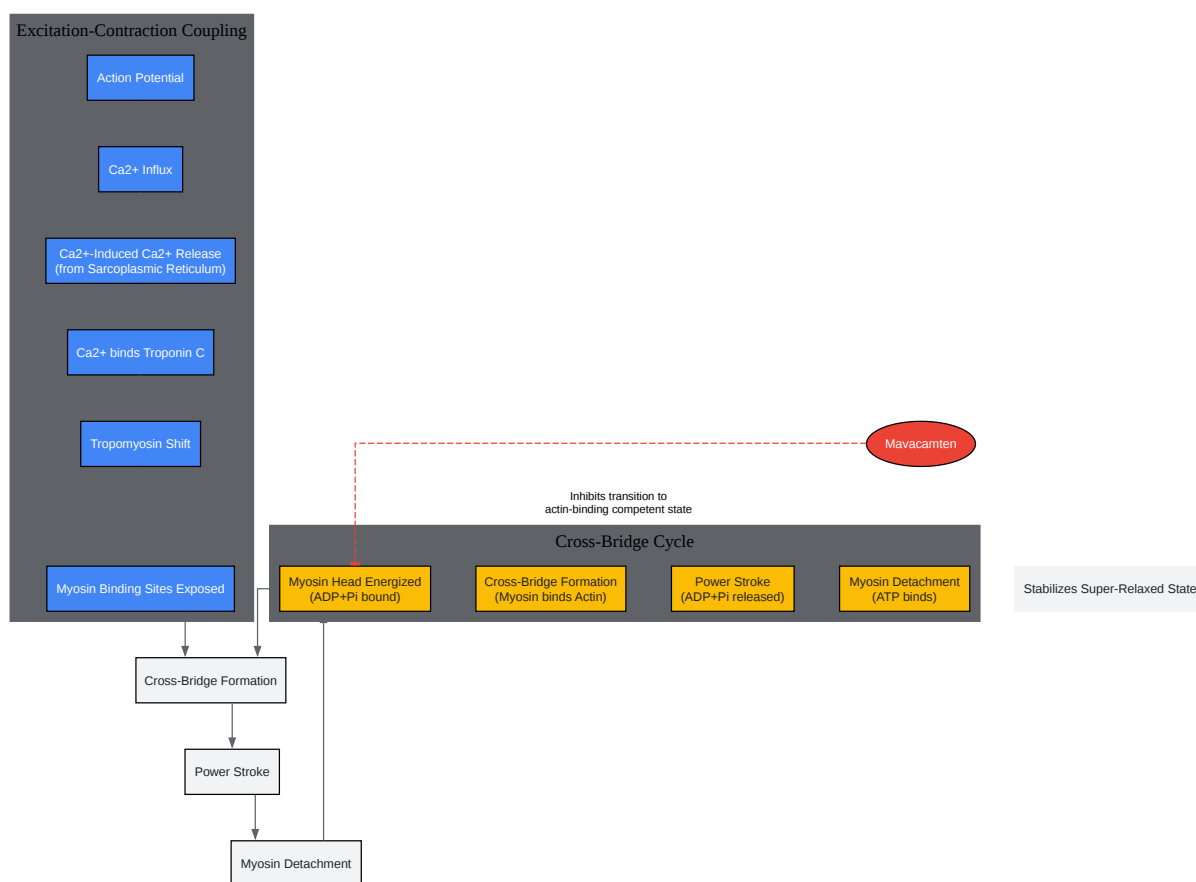 Excitation-Contraction Coupling
Action Potential
Ca2+ Influx
Ca2+-Induced Ca2+ Release
(from Sarcoplasmic Reticulum)
Ca2+ binds Troponin C
Tropomyosin Shift
Myosin Binding Sites Exposed
Mavacamten
Inhibits transition to
actin-binding competent state
Cross-Bridge Cycle
Myosin Head Energized
(ADP+Pi bound)
Cross-Bridge Formation
(Myosin binds Actin)
Power Stroke
(ADP+Pi released)
Myosin Detachment
(ATP binds)
Stabilizes Super-Relaxed State
Cross-Bridge Formation
Power Stroke
Myosin Detachment